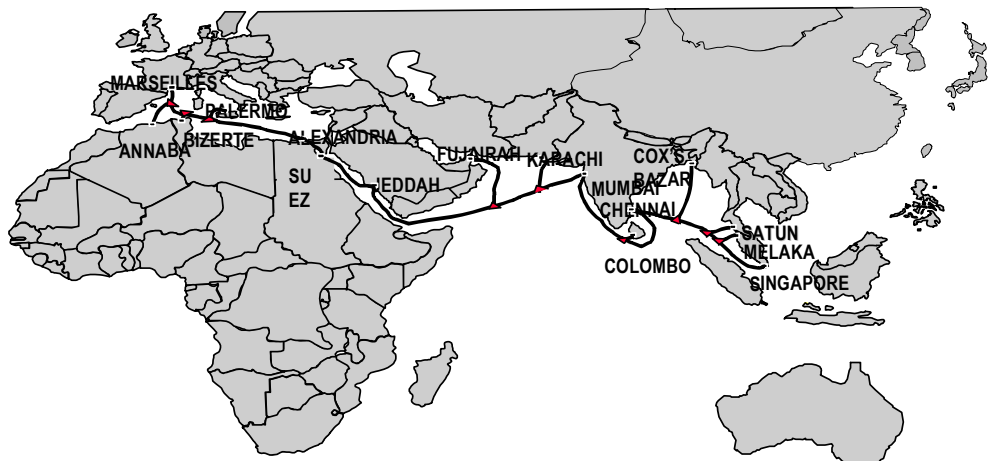 MARSEILLES
PALERMO
BIZERTE
ANNABA
ALEXANDRIA
SU
EZ
JEDDAH
FUJAIRAH
KARACHI
COX'S
BAZAR
MUMBAI
CHENNAI
SATUN
MELAKA
COLOMBO
SINGAPORE